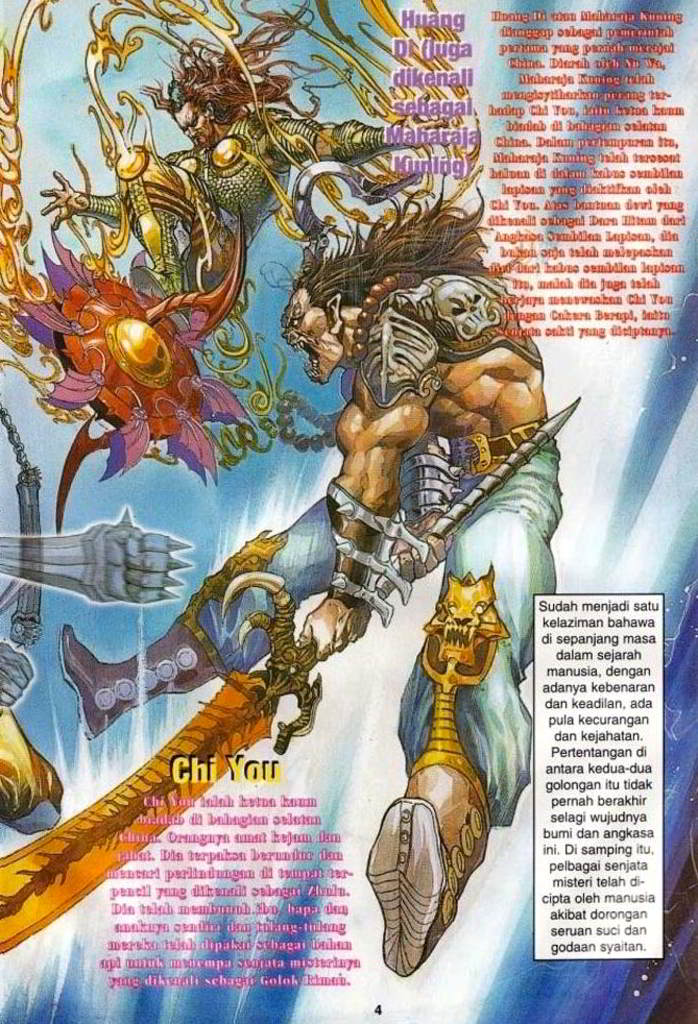 Huang
Di (Juga
dikenali
sebagai
Maharaja
Kuning)
Huang Di atau Maharaja Kuning
dianggap sebagai pemerintah
pertama yang pernah merajai
China. Diarah oleh Nu Wa,
Maharaja Kuning telah
mengisytiharkan perang ter-
hadap Chi You, iaitu ketua kaum
biadab di bahagian selatan
China. Dalam pertempuran itu,
Maharaja Kuning telah tersesat
haluan di dalam kabus sembilan
lapisan yang diaktifkan oleh
Chi You. Atas bantuan dewi yang
dikenali sebagai Dara Hitam dari
Angkasa Sembilan Lapisan, dia
bukan saja melepaskan
diri dari kabus sembilan lapisan
itu, malah dia juga telah
berjaya menewaskan Chi You
dengan Cakera Berapi, iaitu
senjata sakti yang diciptanya.
Sudah menjadi satu
kelaziman bahawa
di sepanjang masa
dalam sejarah
manusia, dengan
adanya kebenaran
dan keadilan, ada
pula kecurangan
dan kejahatan.
Pertentangan di
antara kedua-dua
golongan itu tidak
pernah berakhir
selagi wujudnya
bumi dan angkasa
ini. Di samping itu,
pelbagai senjata
misteri telah di-
cipta oleh manusia
akibat dorongan
seruan suci dan
godaan syaitan.
Chi You
Chi You ialah ketua kaum
biadab di bahagian selatan
China. Orangnya amat kejam dan
jahat. Dia terpaksa berundur dan
mencari perlindungan di tempat ter-
pencil yang dikenali sebagai Zhulu.
Dia telah membunuh ibu, bapa dan
anaknya sendiri dan tulang-tulang
mereka telah dipakai sebagai bahan
api untuk menempa senjata misterinya
yang dikenali sebagai Golok Rimau.
4